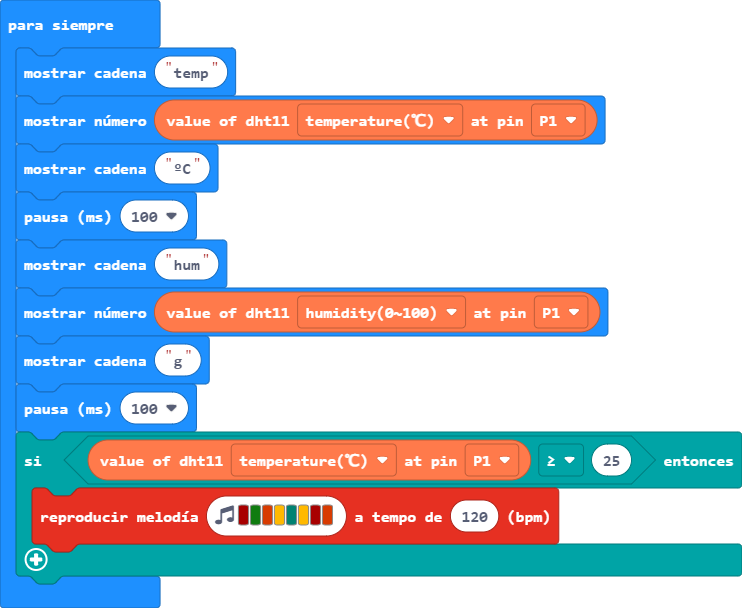 para siempre
mostrar cadena "temp"
mostrar número value of dht11 temperature(℃) at pin P1
mostrar cadena "ºC"
pausa (ms) 100
mostrar cadena "hum"
mostrar número value of dht11 humidity(0~100) at pin P1
mostrar cadena "g"
pausa (ms) 100
si value of dht11 temperature(℃) at pin P1 ≥ 25 entonces
reproducir melodía a tempo de 120 (bpm)